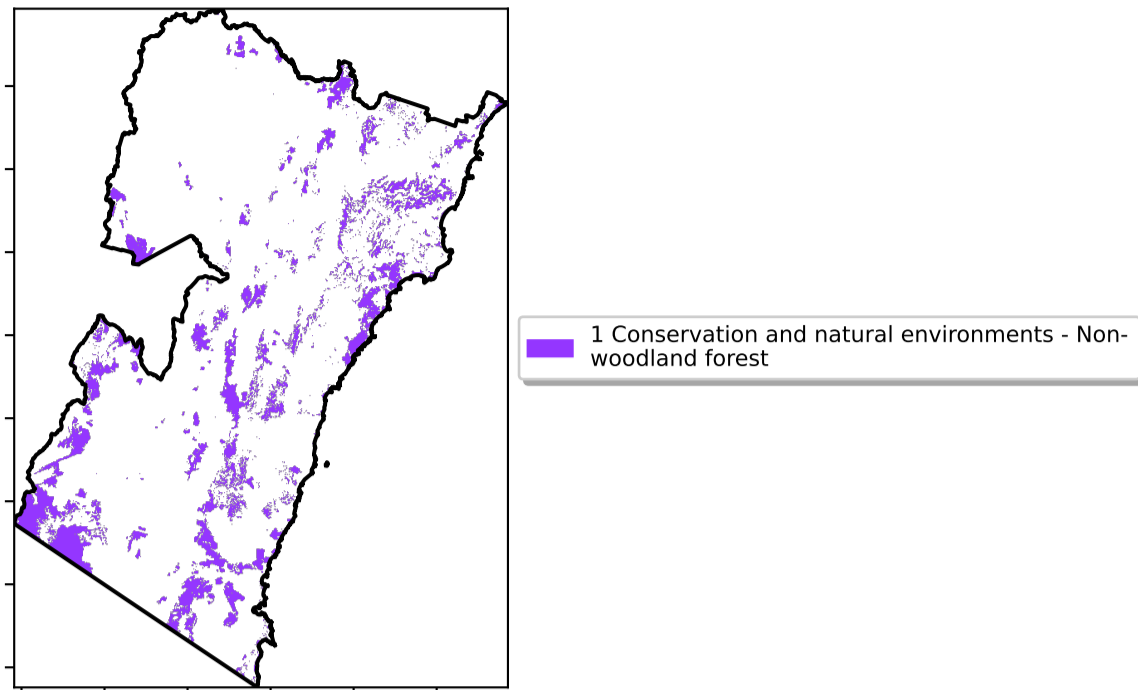 1 Conservation and natural environments - Non-
woodland forest